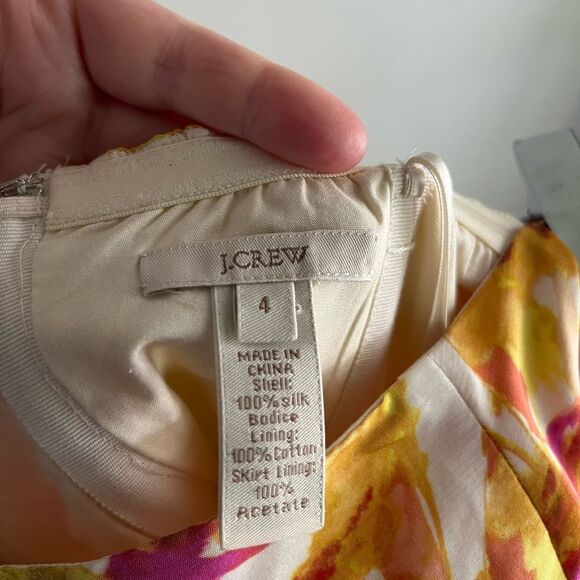 J.CREW
4
MADE IN
CHINA
Shell:
100% silk
Bodice
Lining:
100% Cotton
Skirt Lining:
100%
Acetate